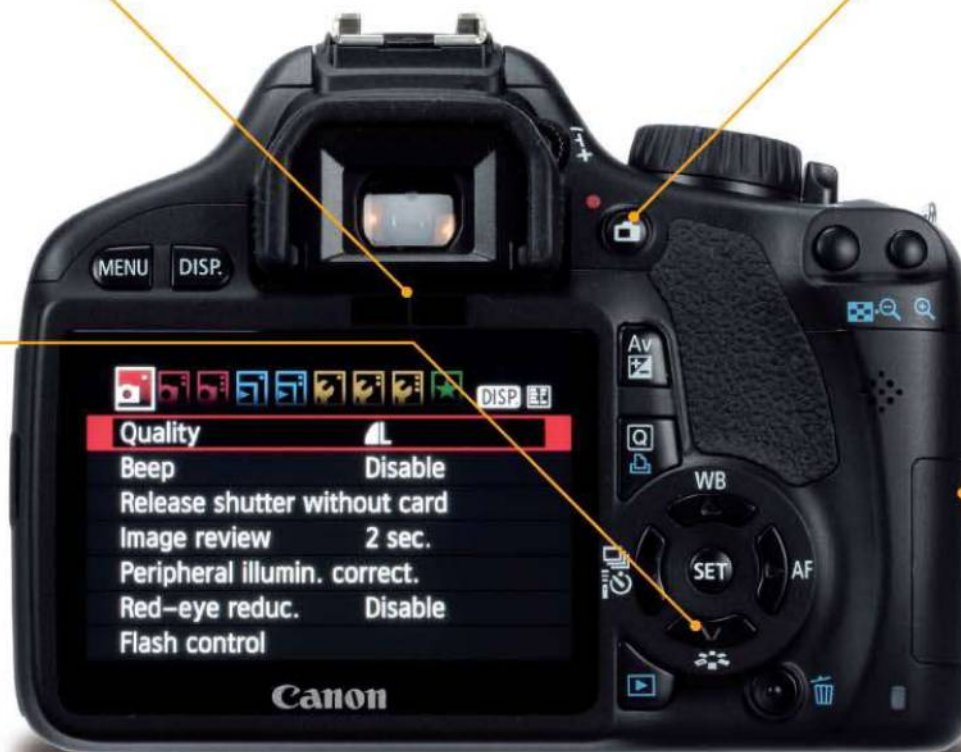 MENU DISP.
DISP.
Quality L
Beep Disable
Release shutter without card
Image review 2 sec.
Peripheral illumin. correct.
Red-eye reduc. Disable
Flash control
Av
Q
WB
SET
AF
Canon